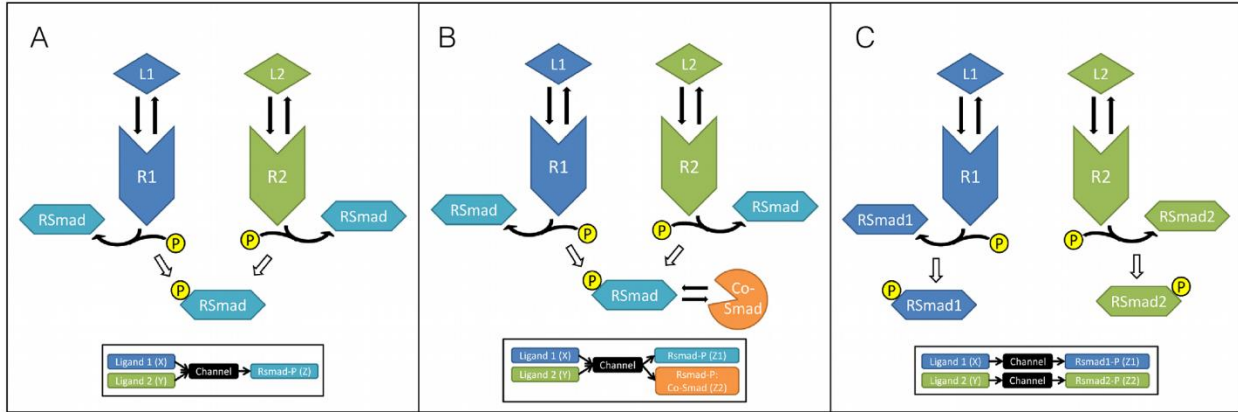 A
L1
L2
R1
R2
RSmad
RSmad
P
P
P
RSmad
Ligand 1 (X)
Ligand 2 (Y)
Channel
Rsmad-P (Z)
B
L1
L2
R1
R2
RSmad
RSmad
P
P
P
RSmad
Co-
Smad
Ligand 1 (X)
Ligand 2 (Y)
Channel
Rsmad-P (Z1)
Rsmad-P:
Co-Smad (Z2)
C
L1
L2
R1
R2
RSmad1
RSmad2
P
P
P
RSmad1
RSmad2
P
Ligand 1 (X)
Channel
Rsmad1-P (Z1)
Ligand 2 (Y)
Channel
Rsmad2-P (Z2)